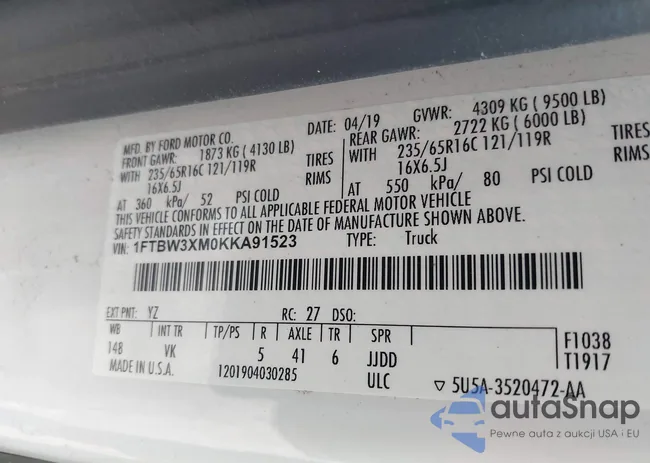 MFD. BY FORD MOTOR CO.
DATE: 04/19 GVWR: 4309 KG ( 9500 LB)
FRONT GAWR: 1873 KG ( 4130 LB) REAR GAWR: 2722 KG ( 6000 LB)
WITH 235/65R16C 121/119R TIRES WITH 235/65R16C 121/119R TIRES
16X6.5J RIMS 16X6.5J RIMS
AT 360 kPa/ 52 PSI COLD AT 550 kPa/ 80 PSI COLD
THIS VEHICLE CONFORMS TO ALL APPLICABLE FEDERAL MOTOR VEHICLE
SAFETY STANDARDS IN EFFECT ON THE DATE OF MANUFACTURE SHOWN ABOVE.
VIN: 1FTBW3XM0KKA91523 TYPE: Truck
EXT PNT: YZ RC: 27 DSO:
WB INT TR TP/PS R AXLE TR SPR F1038
148 VK 5 41 6 JJDD T1917
MADE IN U.S.A. 1201904030285 ULC ▽ 5U5A-3520472-AA
autoSnap
Pewne auta z aukcji USA i EU